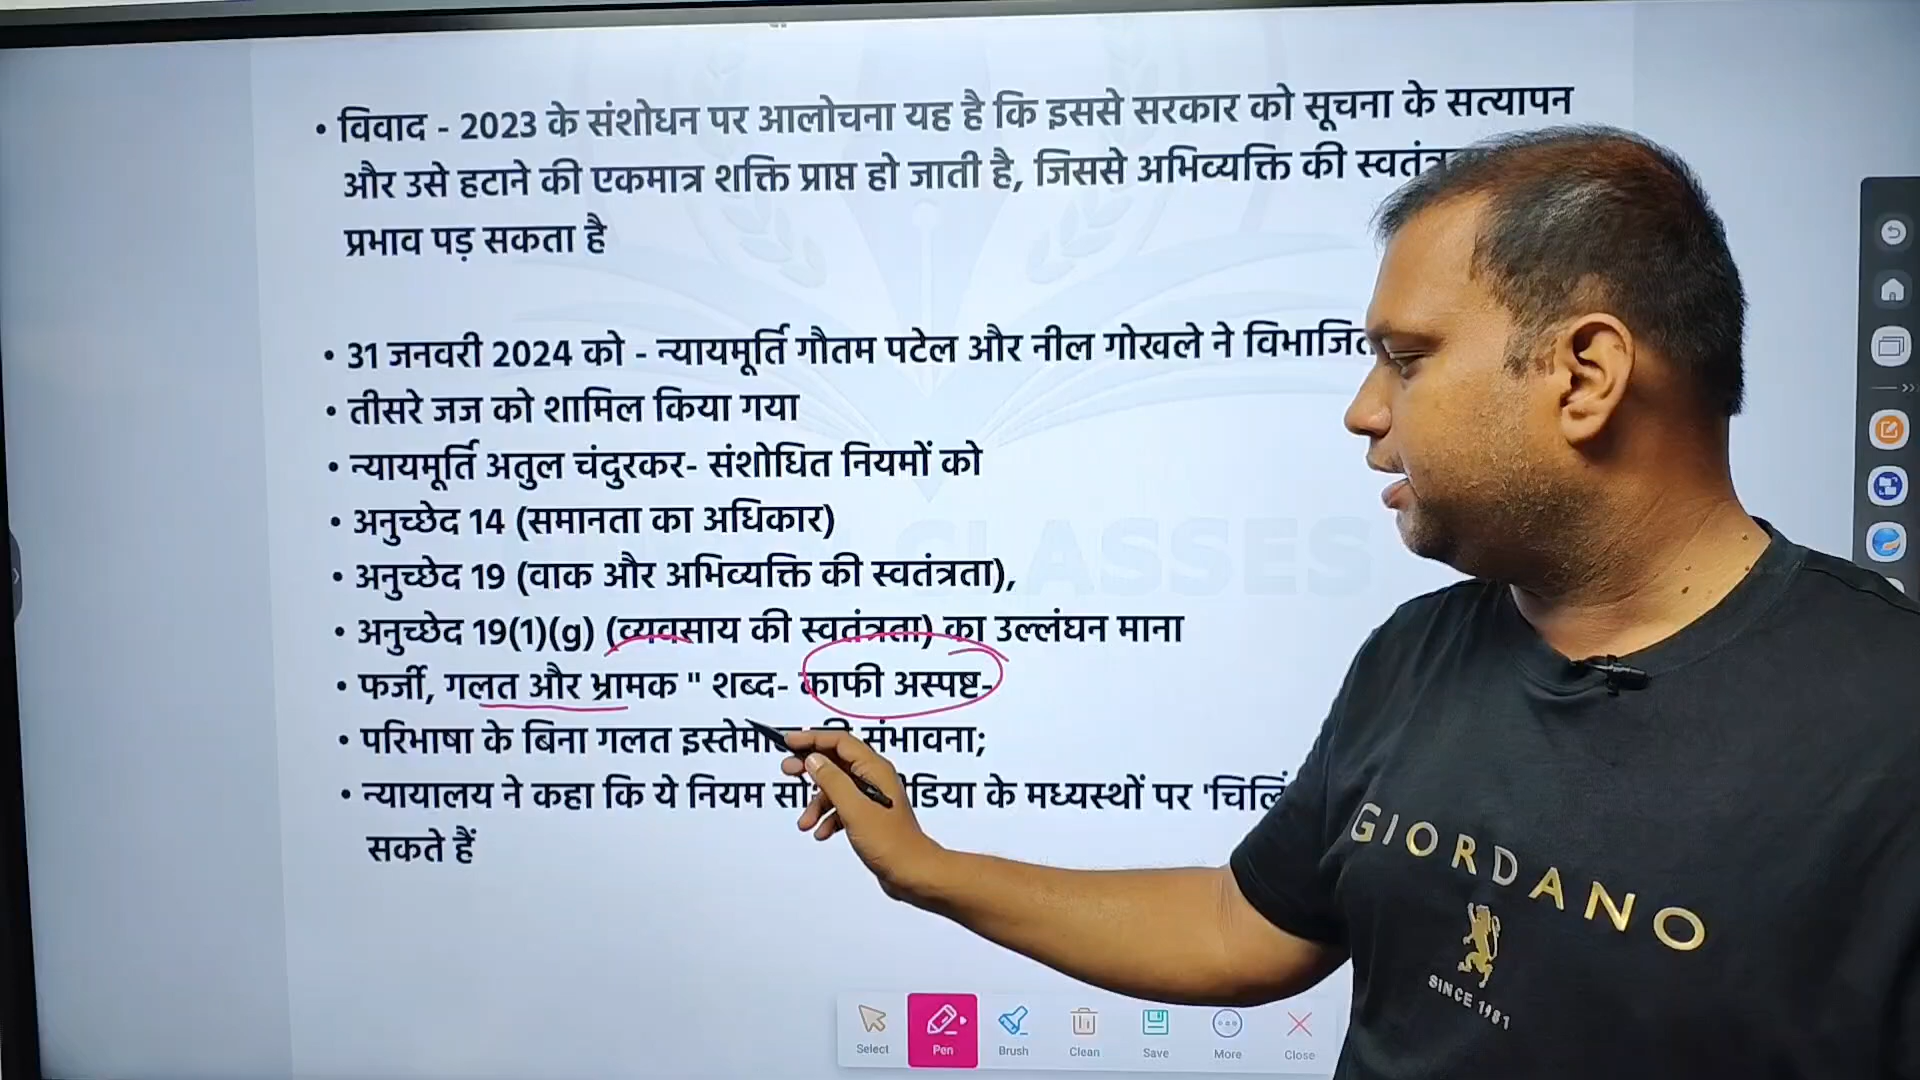 • विवाद - 2023 के संशोधन पर आलोचना यह है कि इससे सरकार को सूचना के सत्यापन
और उसे हटाने की एकमात्र शक्ति प्राप्त हो जाती है, जिससे अभिव्यक्ति की
प्रभाव पड़ सकता है
• 31 जनवरी 2024 को - न्यायमूर्ति गौतम पटेल और नील गोखले ने
• तीसरे जज को शामिल किया गया
• न्यायमूर्ति अतुल चंदुरकर- संशोधित नियमों को
• अनुच्छेद 14 (समानता का अधिकार)
• अनुच्छेद 19 (वाक और अभिव्यक्ति की स्वतंत्रता),
• अनुच्छेद 19(1)(g) (व्यवसाय की स्वतंत्रता) का उल्लंघन माना
• फर्जी, गलत और भ्रामक " शब्द- काफी अस्पष्ट-
• परिभाषा के बिना गलत संभावना;
• न्यायालय ने कहा कि ये नियम के मध्यस्थों पर
सकते हैं
CLASSES
GIORDANO
SINCE 1981
Select Pen Brush Clean Save More Close